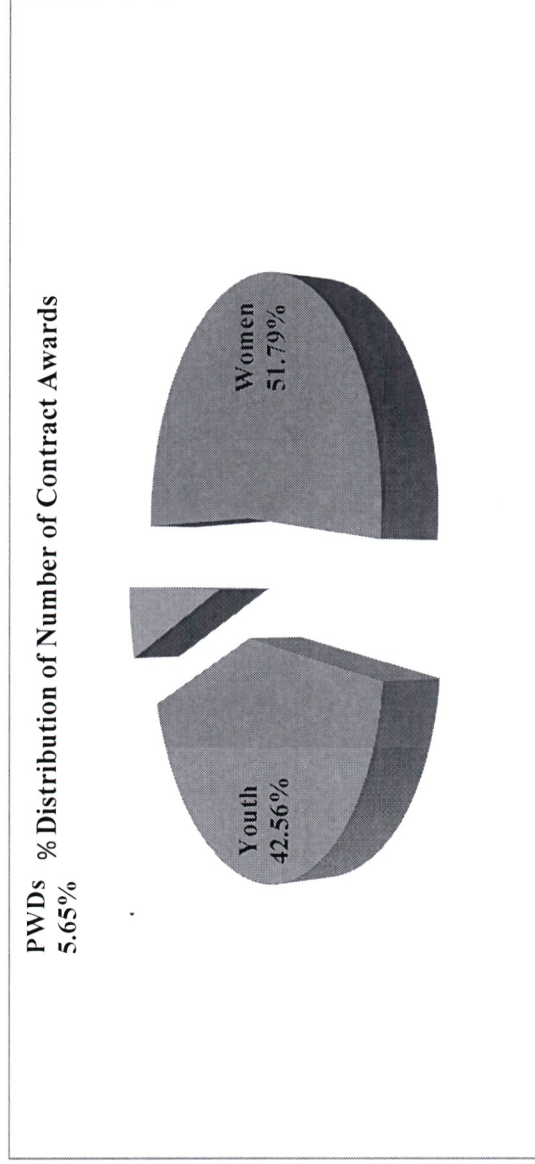 % Distribution of Number of Contract Awards
PWDs
5.65%
Youth
42.56%
Women
51.79%